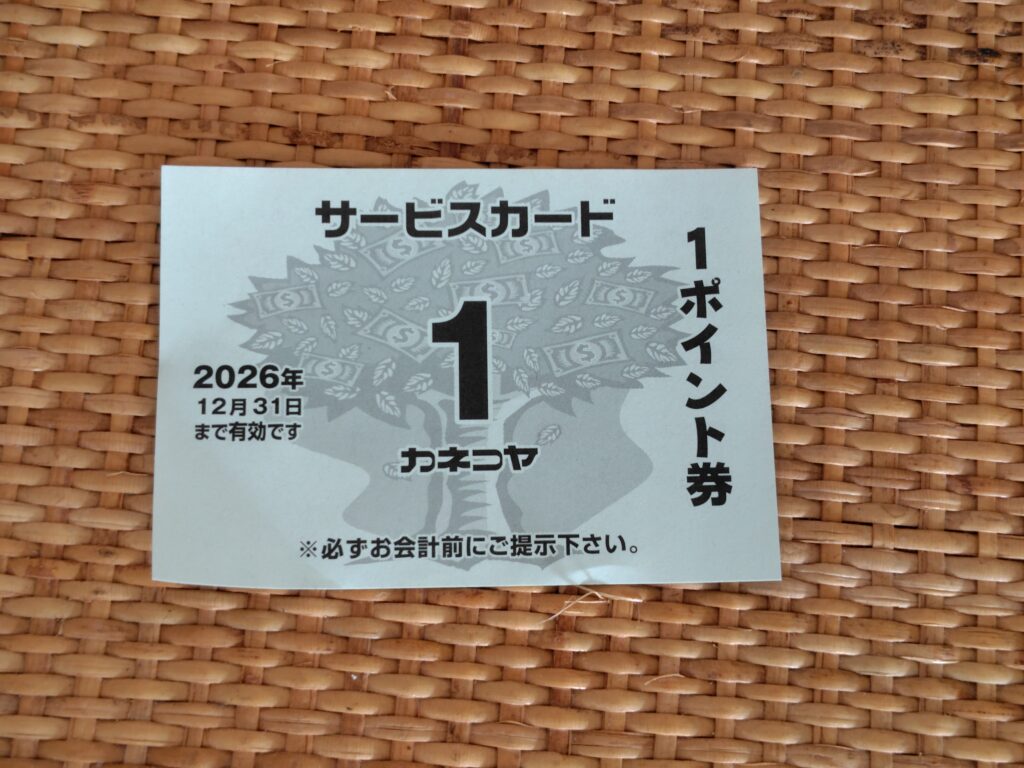 サービスカード
1ポイント券
1
2026年
12月31日
まで有効です
カネコヤ
※必ずお会計前にご提示下さい。